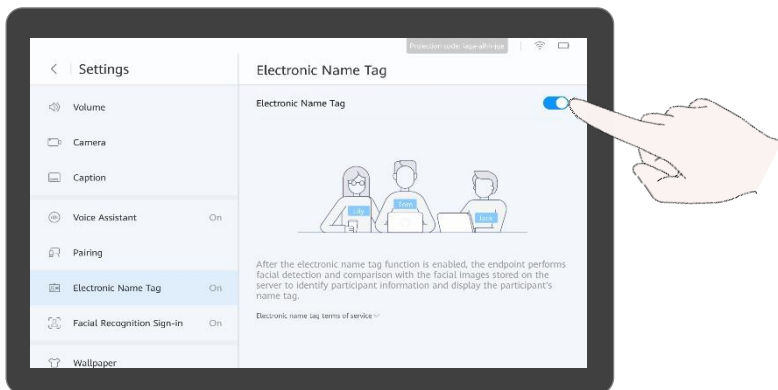 Projection code:
Settings
Electronic Name Tag
Volume
Camera
Caption
Voice Assistant On
Pairing
Electronic Name Tag On
Facial Recognition Sign-in On
Wallpaper
Electronic Name Tag
Lily
Tom
Jack
After the electronic name tag function is enabled, the endpoint performs
facial detection and comparison with the facial images stored on the
server to identify participant information and display the participant's
name tag.
Electronic name tag terms of service